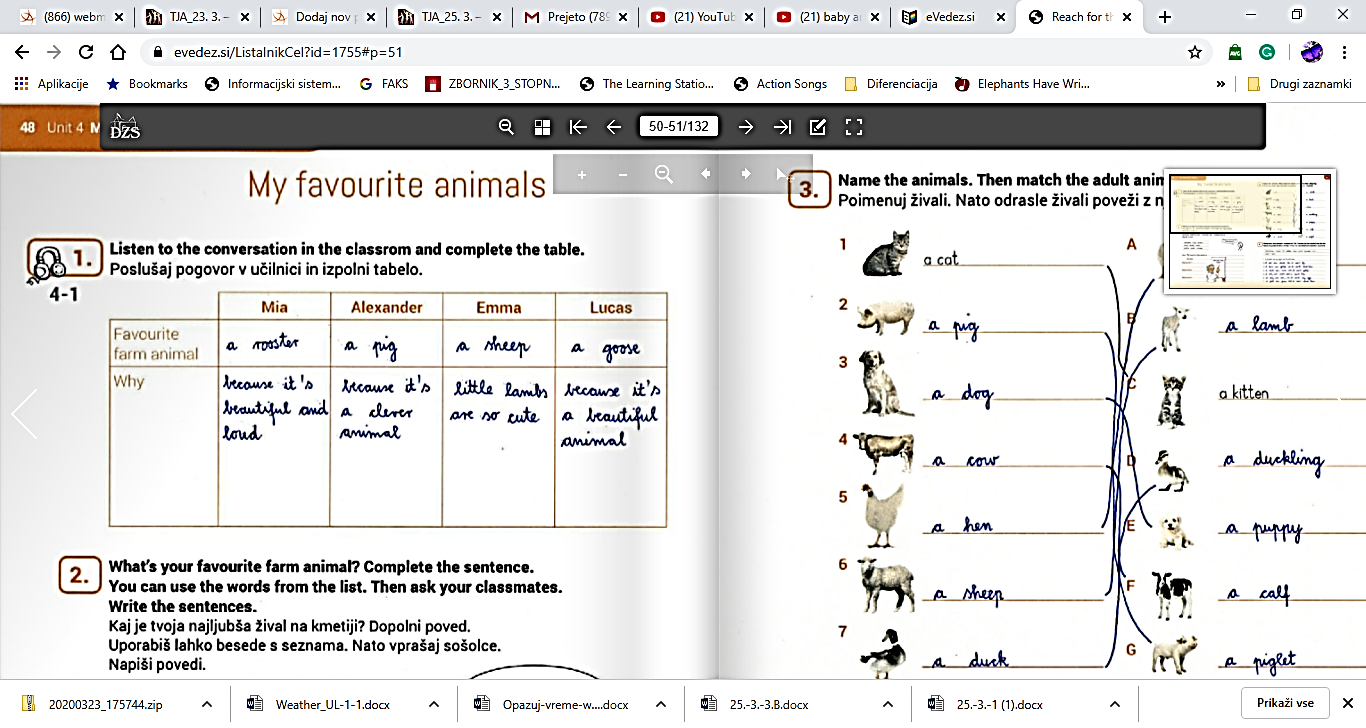 (866) webm
TJA_23. 3. –
Dodaj nov p
TJA_25. 3. –
Prejeto (789
(21) YouTub
(21) baby an
eVedez.si
Reach for th
evedez.si/ListalnikCel?id=1755#p=51
Aplikacije
Bookmarks
Informacijski sistem...
FAKS
ZBORNIK_3_STOPN...
The Learning Statio...
Action Songs
Diferenciacija
Elephants Have Wri...
»
Drugi zaznamki
48 Unit 4 M
DZS
50-51/132
My favourite animals
1.
Listen to the conversation in the classrom and complete the table.
Poslušaj pogovor v učilnici in izpolni tabelo.
4-1
Mia Alexander Emma Lucas
Favourite
farm animal
a rooster
a pig
a sheep
a goose
Why
because it's
beautiful and
loud
because it's
a clever
animal
little lambs
are so cute
because it's
a beautiful
animal
2.
What's your favourite farm animal? Complete the sentence.
You can use the words from the list. Then ask your classmates.
Write the sentences.
Kaj je tvoja najljubša žival na kmetiji? Dopolni poved.
Uporabiš lahko besede s seznama. Nato vprašaj sošolce.
Napiši povedi.
3.
Name the animals. Then match the adult anim
Poimenuj živali. Nato odrasle živali poveži z n
1 a cat
2 a pig
3 a dog
4 a cow
5 a hen
6 a sheep
7 a duck
A
B a lamb
C a kitten
D a duckling
E a puppy
F a calf
G a piglet
20200323_175744.zip
Weather_UL-1-1.docx
Opazuj-vreme-w....docx
25.-3.-3.B.docx
25.-3.-1 (1).docx
Prikaži vse